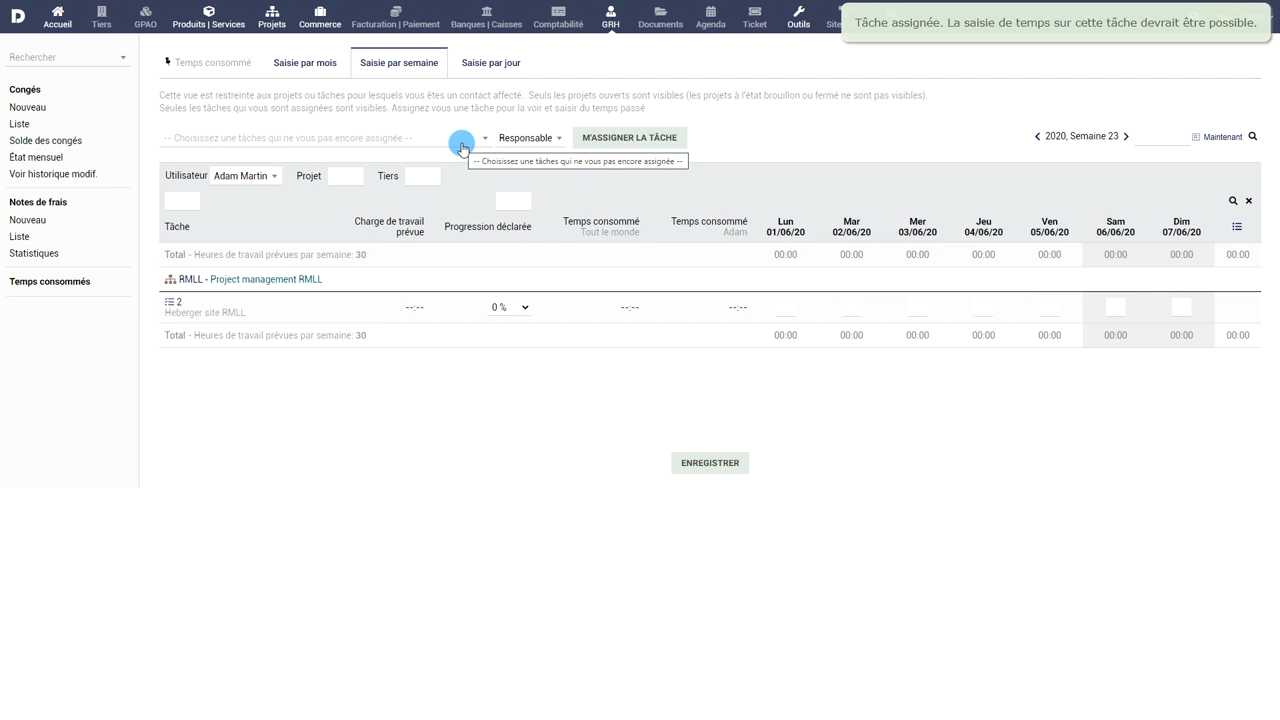 D Accueil Tiers GPAO Produits | Services Projets Commerce Facturation | Paiement Banques | Caisses Comptabilité GRH Documents Agenda Ticket Outils Site
Tâche assignée. La saisie de temps sur cette tâche devrait être possible.
Rechercher
Congés
Nouveau
Liste
Solde des congés
État mensuel
Voir historique modif.
Notes de frais
Nouveau
Liste
Statistiques
Temps consommés
Temps consommé Saisie par mois Saisie par semaine Saisie par jour
Cette vue est restreinte aux projets ou tâches pour lesquels vous êtes un contact affecté.. Seuls les projets ouverts sont visibles (les projets à l'état brouillon ou fermé ne sont pas visibles).
Seules les tâches qui vous sont assignées sont visibles. Assignez vous une tâche pour la voir et saisir du temps passé
-- Choisissez une tâches qui ne vous pas encore assignée -- Responsable M'ASSIGNER LA TÂCHE 2020, Semaine 23 Maintenant
-- Choisissez une tâches qui ne vous pas encore assignée --
Utilisateur Adam Martin Projet Tiers
Tâche Charge de travail prévue Progression déclarée Temps consommé Tout le monde Temps consommé Adam Lun 01/06/20 Mar 02/06/20 Mer 03/06/20 Jeu 04/06/20 Ven 05/06/20 Sam 06/06/20 Dim 07/06/20
Total - Heures de travail prévues par semaine: 30 00:00 00:00 00:00 00:00 00:00 00:00 00:00 00:00
RMLL - Project management RMLL
2 --:-- 0 % --:-- --:--
Heberger site RMLL
Total - Heures de travail prévues par semaine: 30 00:00 00:00 00:00 00:00 00:00 00:00 00:00 00:00
ENREGISTRER